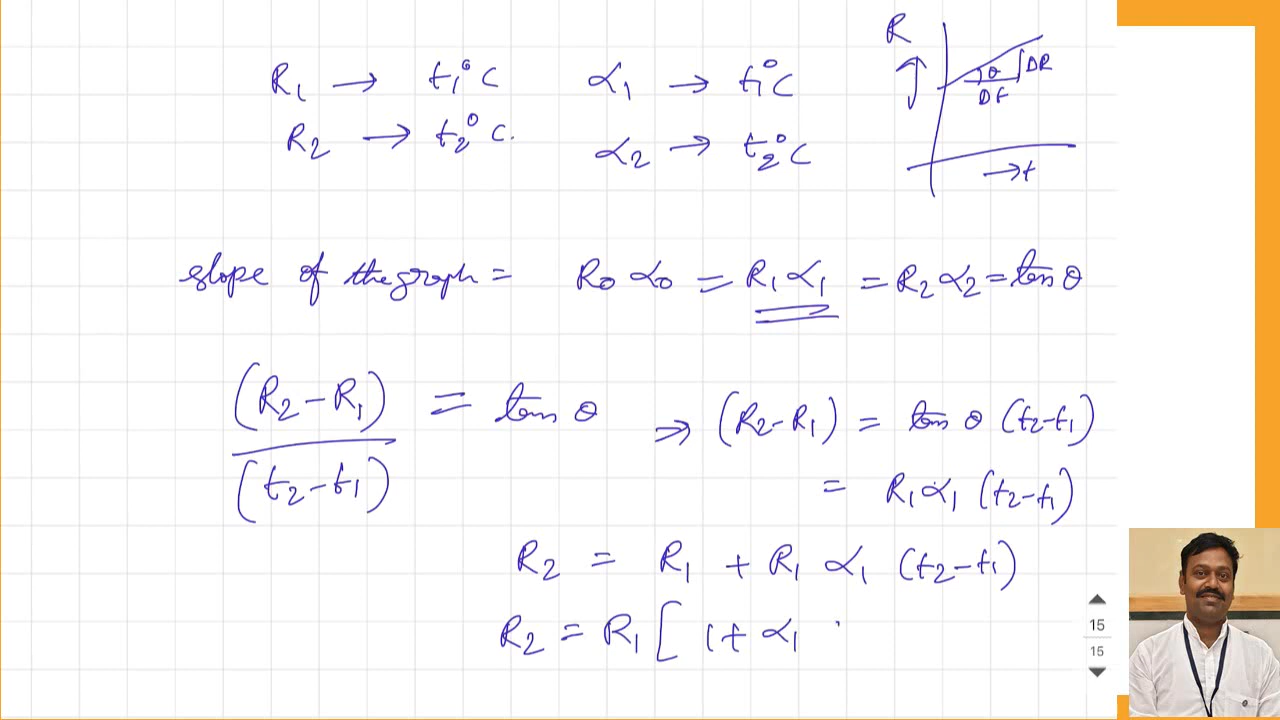 R
R₁ → t₁°C α₁ → t₁°C
θ DR
Dt
R₂ → t₂°C. α₂ → t₂°C
→t
slope of the graph = R₀α₀ = R₁α₁ = R₂α₂ = tan θ
(R₂-R₁)/(t₂-t₁) = tan θ ⇒ (R₂-R₁) = tan θ (t₂-t₁)
= R₁α₁ (t₂-t₁)
R₂ = R₁ + R₁ α₁ (t₂-t₁)
R₂ = R₁ [ 1+ α₁
15
15